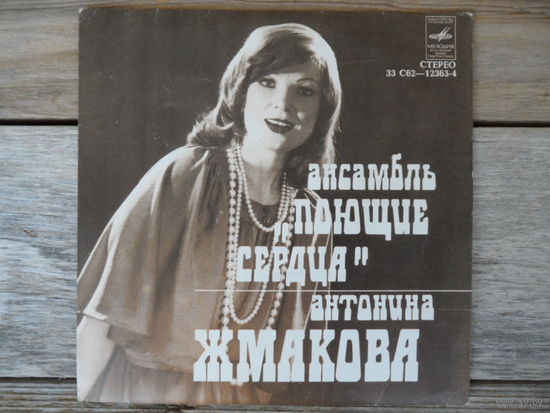 МЕЛОДИЯ
СТЕРЕО
33 С62—12363-4
ансамбль
„ПОЮЩИЕ
СЕРДЦА"
антонина
ЖМАКОВА